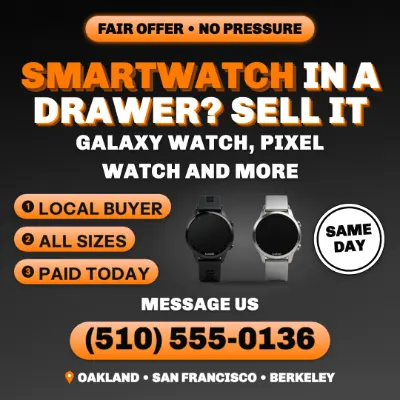 FAIR OFFER • NO PRESSURE
SMARTWATCH IN A
DRAWER? SELL IT
GALAXY WATCH, PIXEL
WATCH AND MORE
1 LOCAL BUYER
2 ALL SIZES
3 PAID TODAY
SAME
DAY
MESSAGE US
(510) 555-0136
OAKLAND • SAN FRANCISCO • BERKELEY